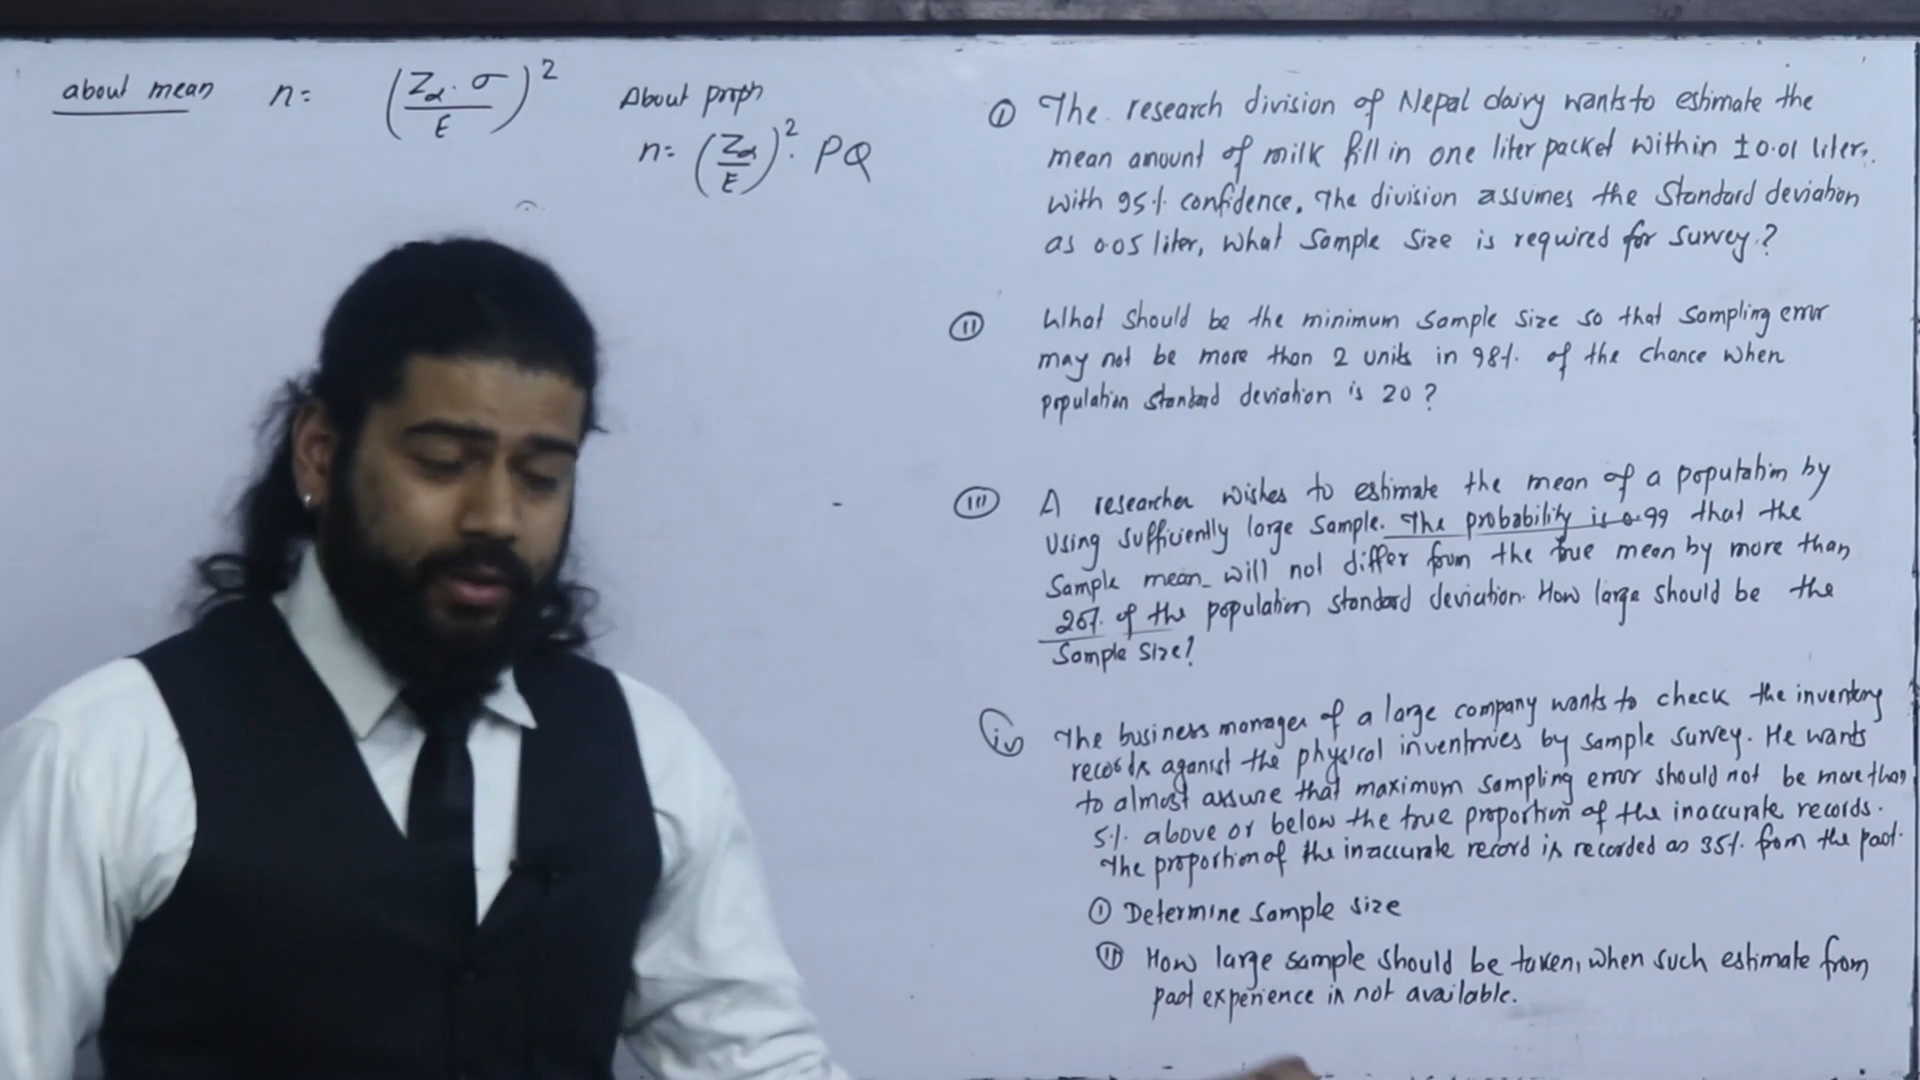 about mean n= (Zα. σ / E)²
About propn
n= (Zα / E)². PQ
① The research division of Nepal dairy wants to estimate the
mean amount of milk fill in one liter packet within ±0.01 liter,
with 95% confidence, The division assumes the Standard deviation
as 0.05 liter, what sample size is required for survey?
② What should be the minimum sample size so that sampling error
may not be more than 2 units in 98% of the chance when
population standard deviation is 20?
(III) A researcher wishes to estimate the mean of a population by
using sufficiently large sample. The probability is 0.99 that the
sample mean will not differ from the true mean by more than
25% of the population standard deviation. How large should be the
sample size?
(iv) The business manager of a large company wants to check the inventory
records against the physical inventories by sample survey. He wants
to almost assure that maximum sampling error should not be more than
5% above or below the true proportion of the inaccurate records.
The proportion of the inaccurate record is recorded as 35% from the past.
① Determine sample size
② How large sample should be taken, when such estimate from
past experience is not available.